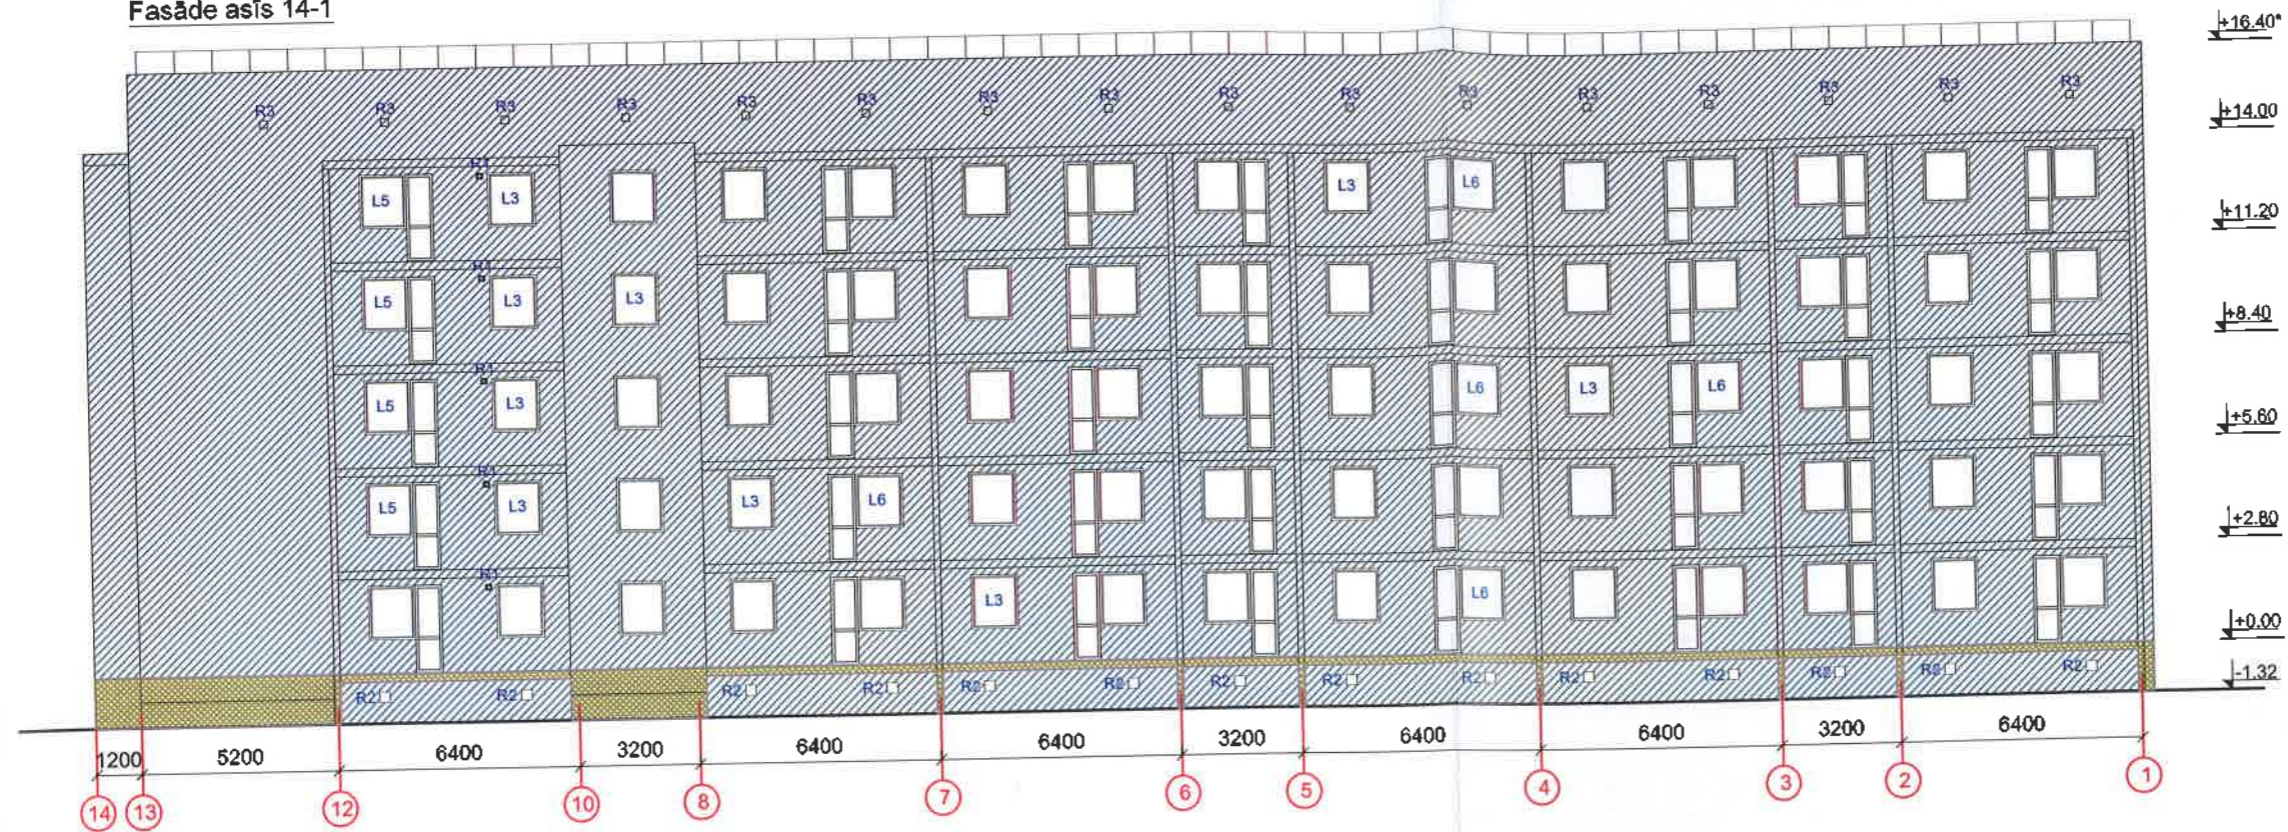 Fasāde asīs 14-1
+16.40*
R3 R3 R3 R3 R3 R3 R3 R3 R3 R3 R3 R3 R3 R3 R3 R3
+14.00
R1
L5 L3 L3 L6
+11.20
R1
L5 L3 L3
+8.40
R1
L5 L3 L6 L3 L6
+5.60
R1
L5 L3 L3 L6
+2.80
R1
L3 L6
+0.00
R2 R2 R2 R2 R2 R2 R2 R2 R2 R2 R2 R2 R2 R2
-1.32
1200 5200 6400 3200 6400 6400 3200 6400 6400 3200 6400
14 13 12 10 8 7 6 5 4 3 2 1